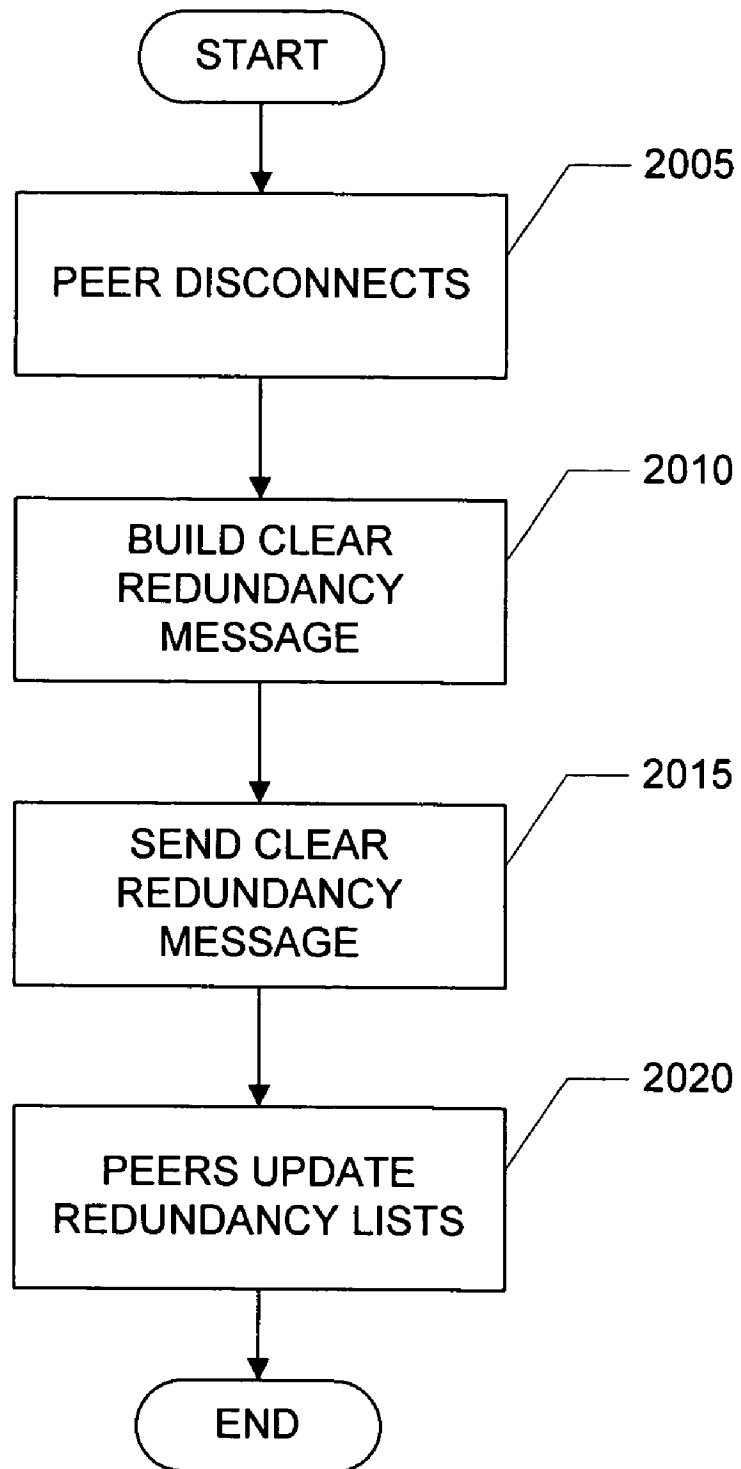 START
2005
PEER DISCONNECTS
2010
BUILD CLEAR
REDUNDANCY
MESSAGE
2015
SEND CLEAR
REDUNDANCY
MESSAGE
2020
PEERS UPDATE
REDUNDANCY LISTS
END